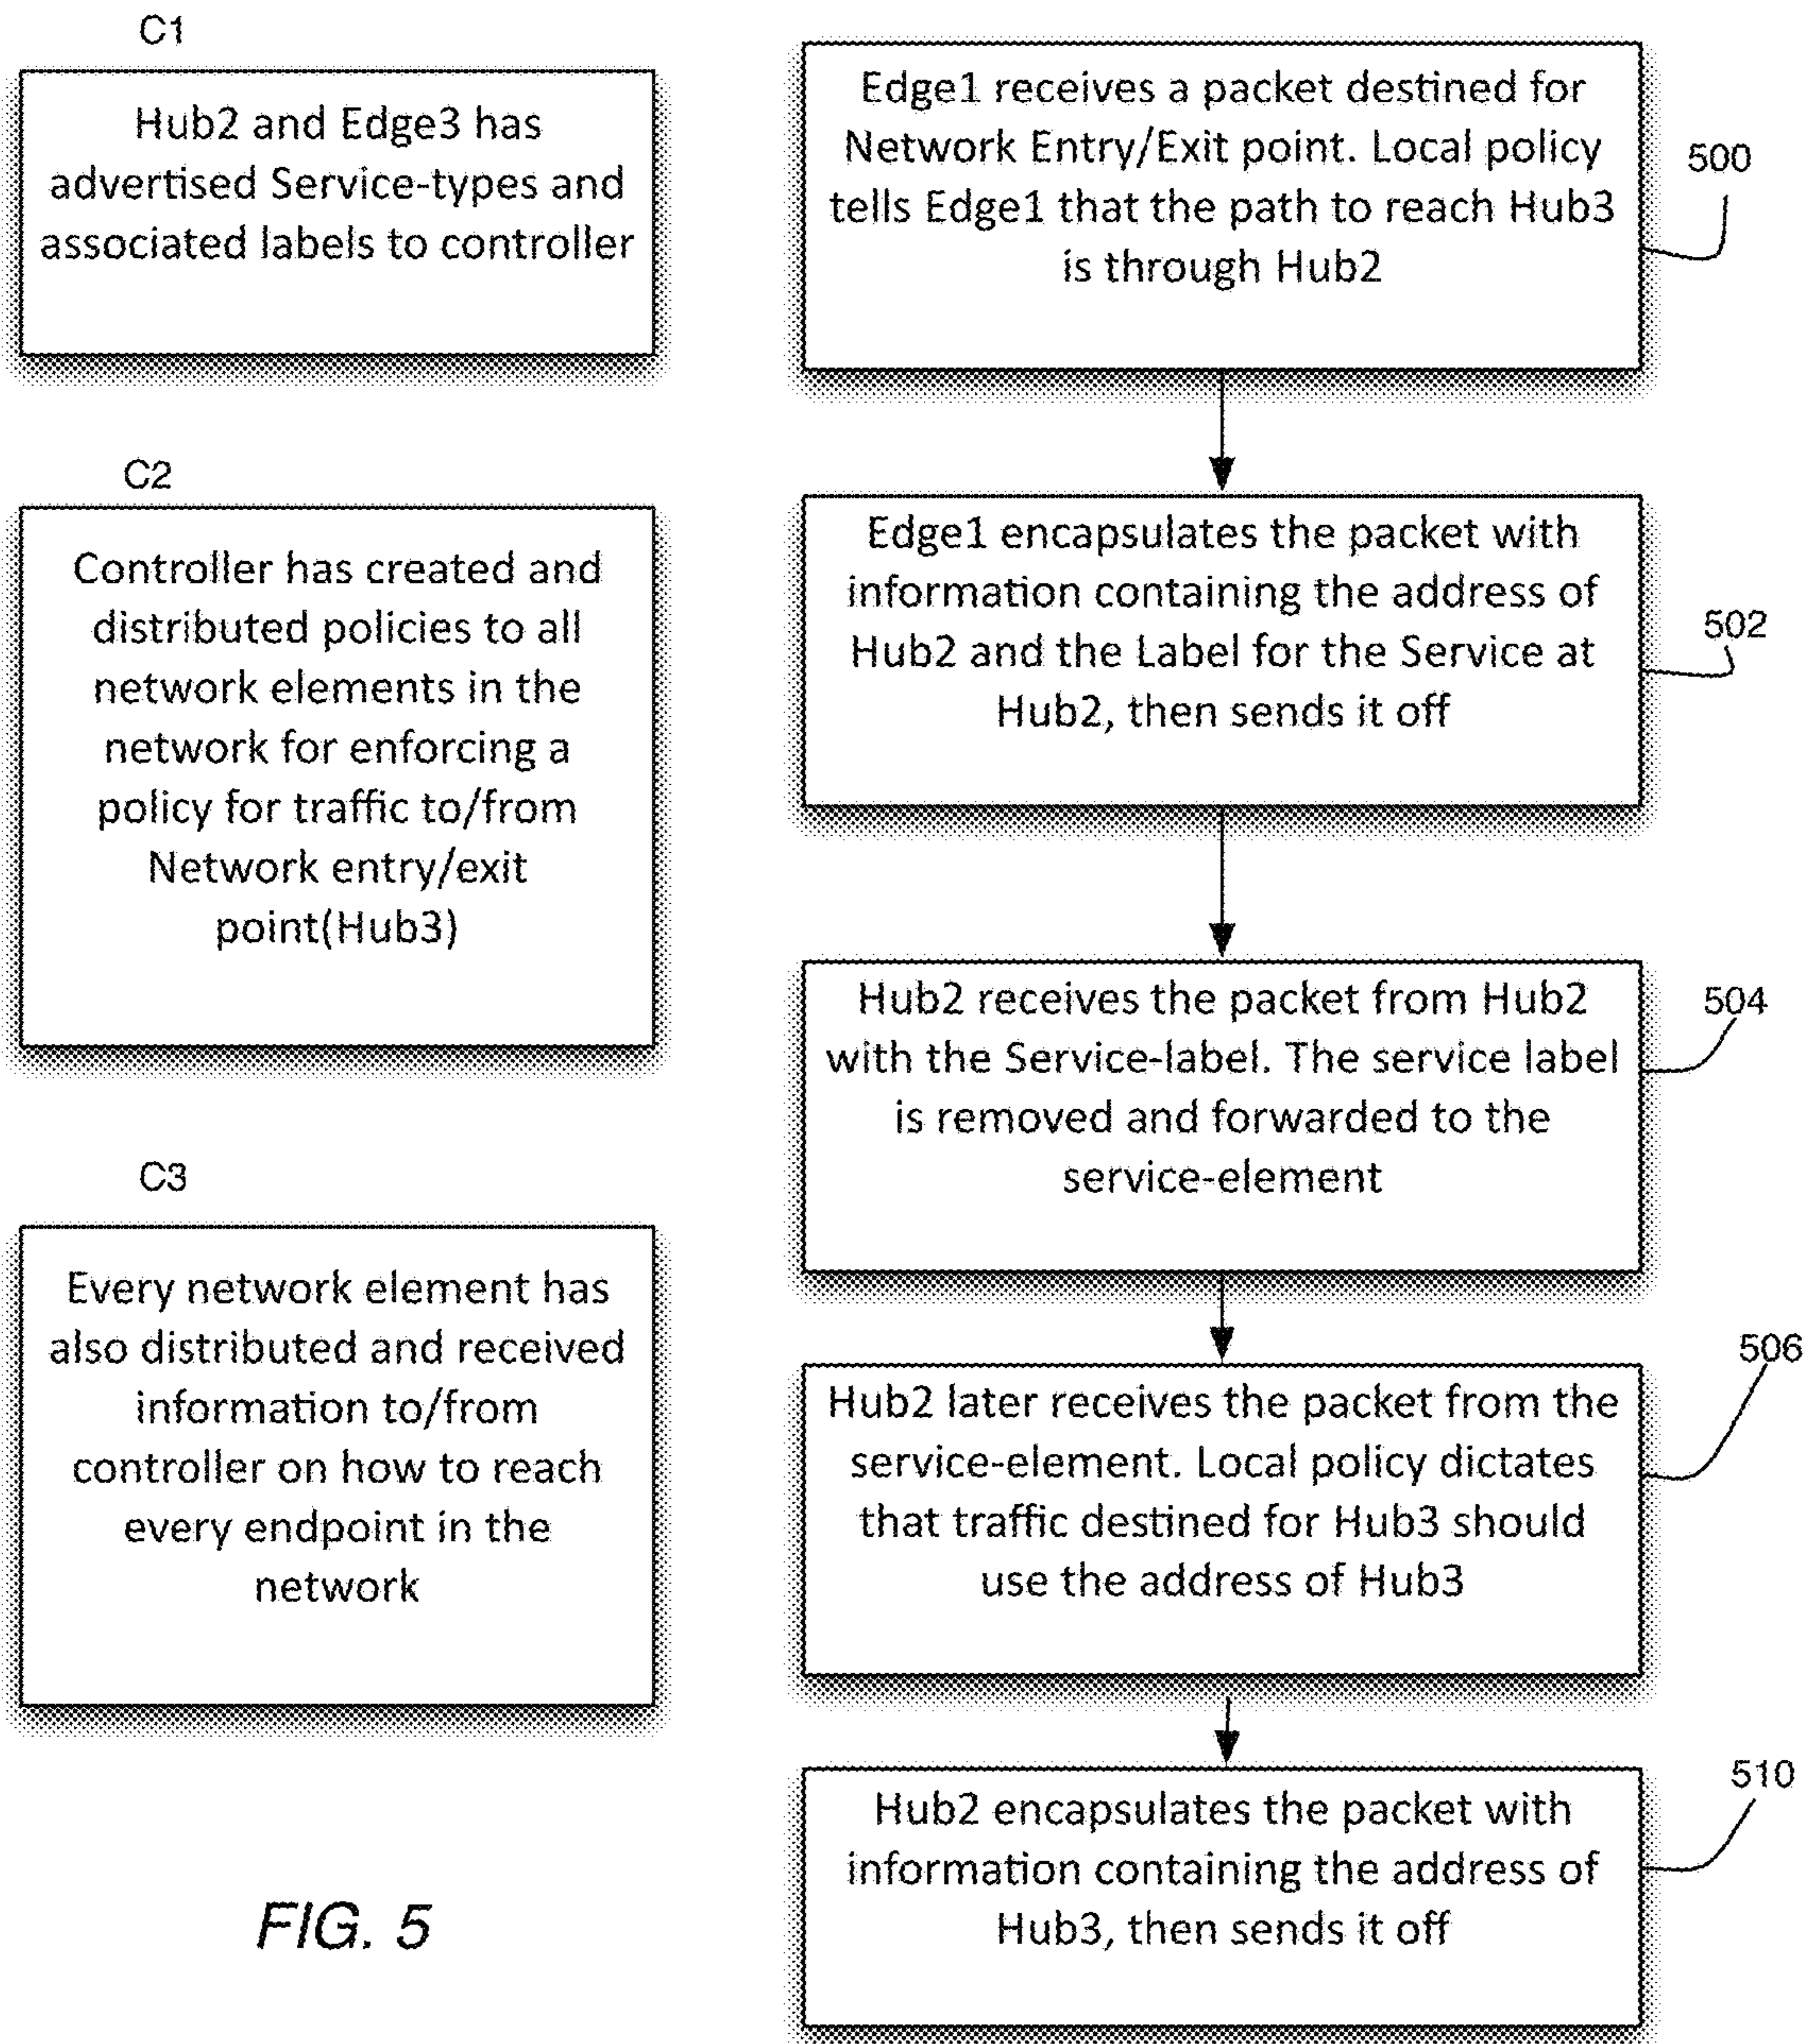 C1
Hub2 and Edge3 has
advertised Service-types and
associated labels to controller
C2
Controller has created and
distributed policies to all
network elements in the
network for enforcing a
policy for traffic to/from
Network entry/exit
point(Hub3)
C3
Every network element has
also distributed and received
information to/from
controller on how to reach
every endpoint in the
network
Edge1 receives a packet destined for
Network Entry/Exit point. Local policy
tells Edge1 that the path to reach Hub3
is through Hub2
500
Edge1 encapsulates the packet with
information containing the address of
Hub2 and the Label for the Service at
Hub2, then sends it off
502
Hub2 receives the packet from Hub2
with the Service-label. The service label
is removed and forwarded to the
service-element
504
Hub2 later receives the packet from the
service-element. Local policy dictates
that traffic destined for Hub3 should
use the address of Hub3
506
Hub2 encapsulates the packet with
information containing the address of
Hub3, then sends it off
510
FIG. 5